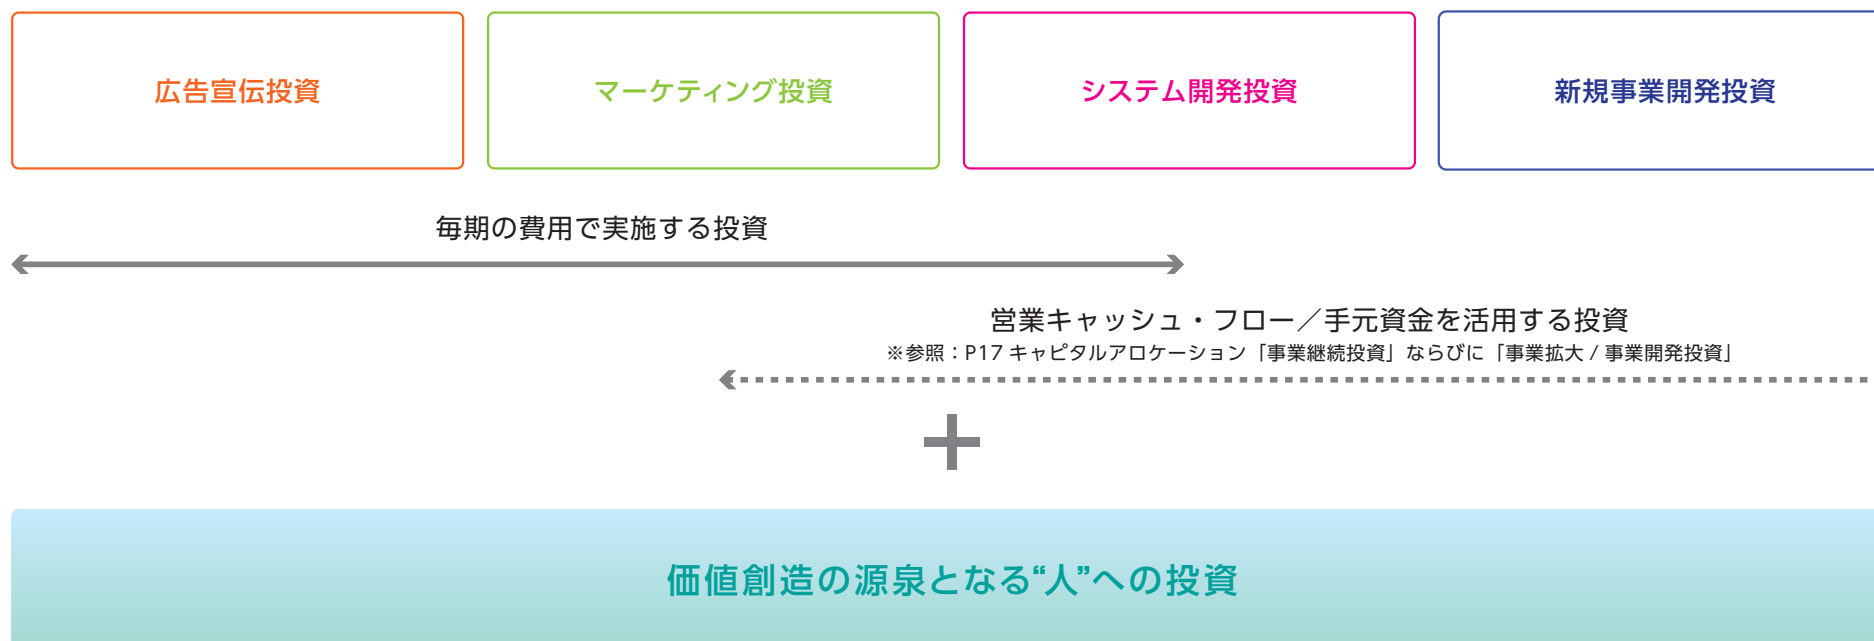 広告宣伝投資
マーケティング投資
システム開発投資
新規事業開発投資
毎期の費用で実施する投資
営業キャッシュ・フロー／手元資金を活用する投資
※参照：P17 キャピタルアロケーション「事業継続投資」ならびに「事業拡大 / 事業開発投資」
価値創造の源泉となる“人”への投資